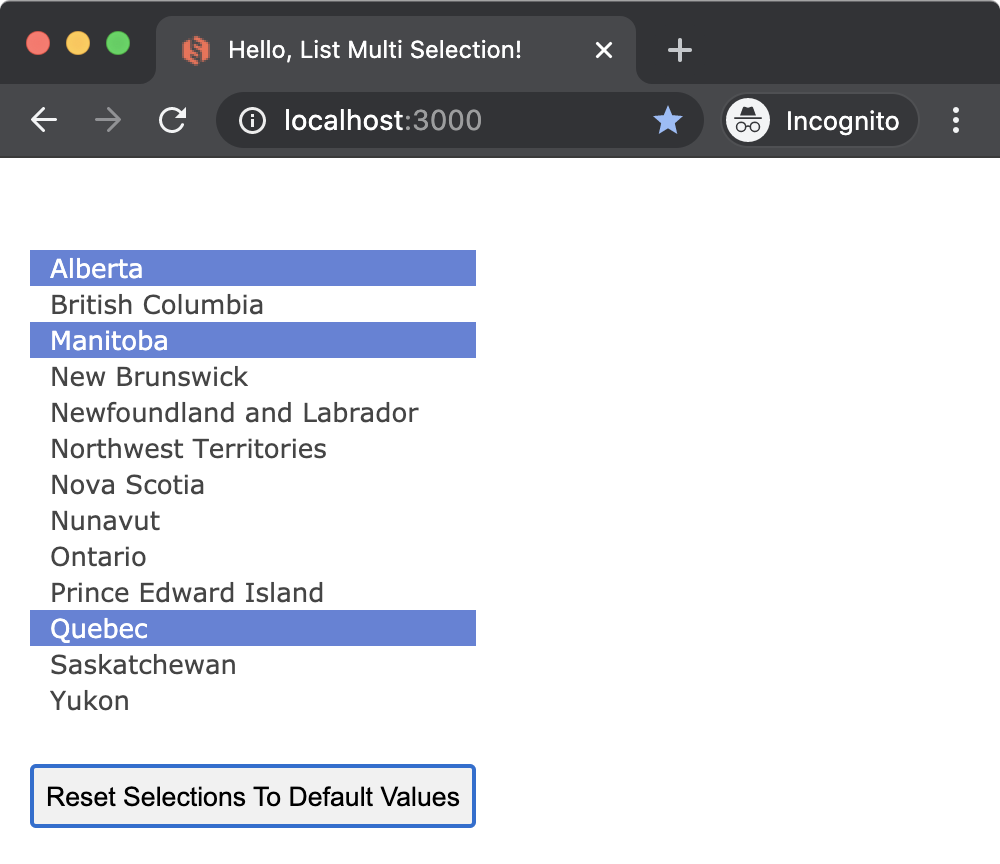 Hello, List Multi Selection!
localhost:3000
Incognito
Alberta
British Columbia
Manitoba
New Brunswick
Newfoundland and Labrador
Northwest Territories
Nova Scotia
Nunavut
Ontario
Prince Edward Island
Quebec
Saskatchewan
Yukon
Reset Selections To Default Values